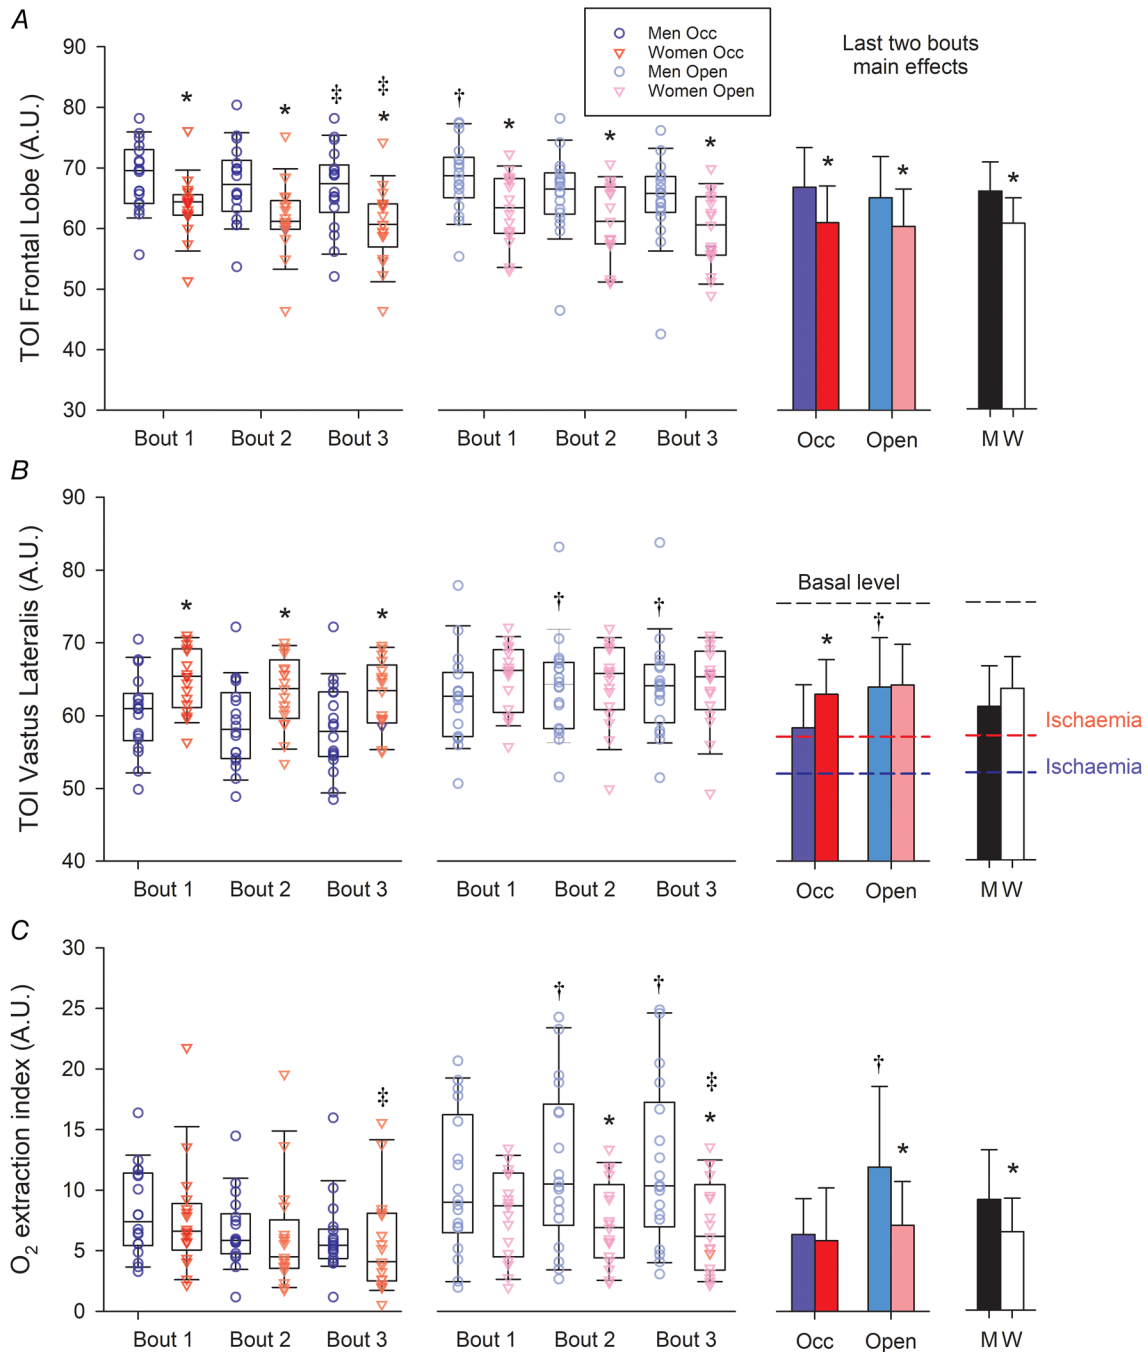 A
Men Occ
Women Occ
Men Open
Women Open
Last two bouts
main effects
TOI Frontal Lobe (A.U.)
90
80
70
60
50
40
30
* * ‡ ‡ *
† * * *
* * *
Bout 1 Bout 2 Bout 3
Bout 1 Bout 2 Bout 3
Occ Open
M W
B
TOI Vastus Lateralis (A.U.)
90
80
70
60
50
40
* * *
† †
Basal level
* †
Ischaemia
Ischaemia
Bout 1 Bout 2 Bout 3
Bout 1 Bout 2 Bout 3
Occ Open
M W
C
O2 extraction index (A.U.)
30
25
20
15
10
5
0
‡
† * † ‡ *
† * *
Bout 1 Bout 2 Bout 3
Bout 1 Bout 2 Bout 3
Occ Open
M W